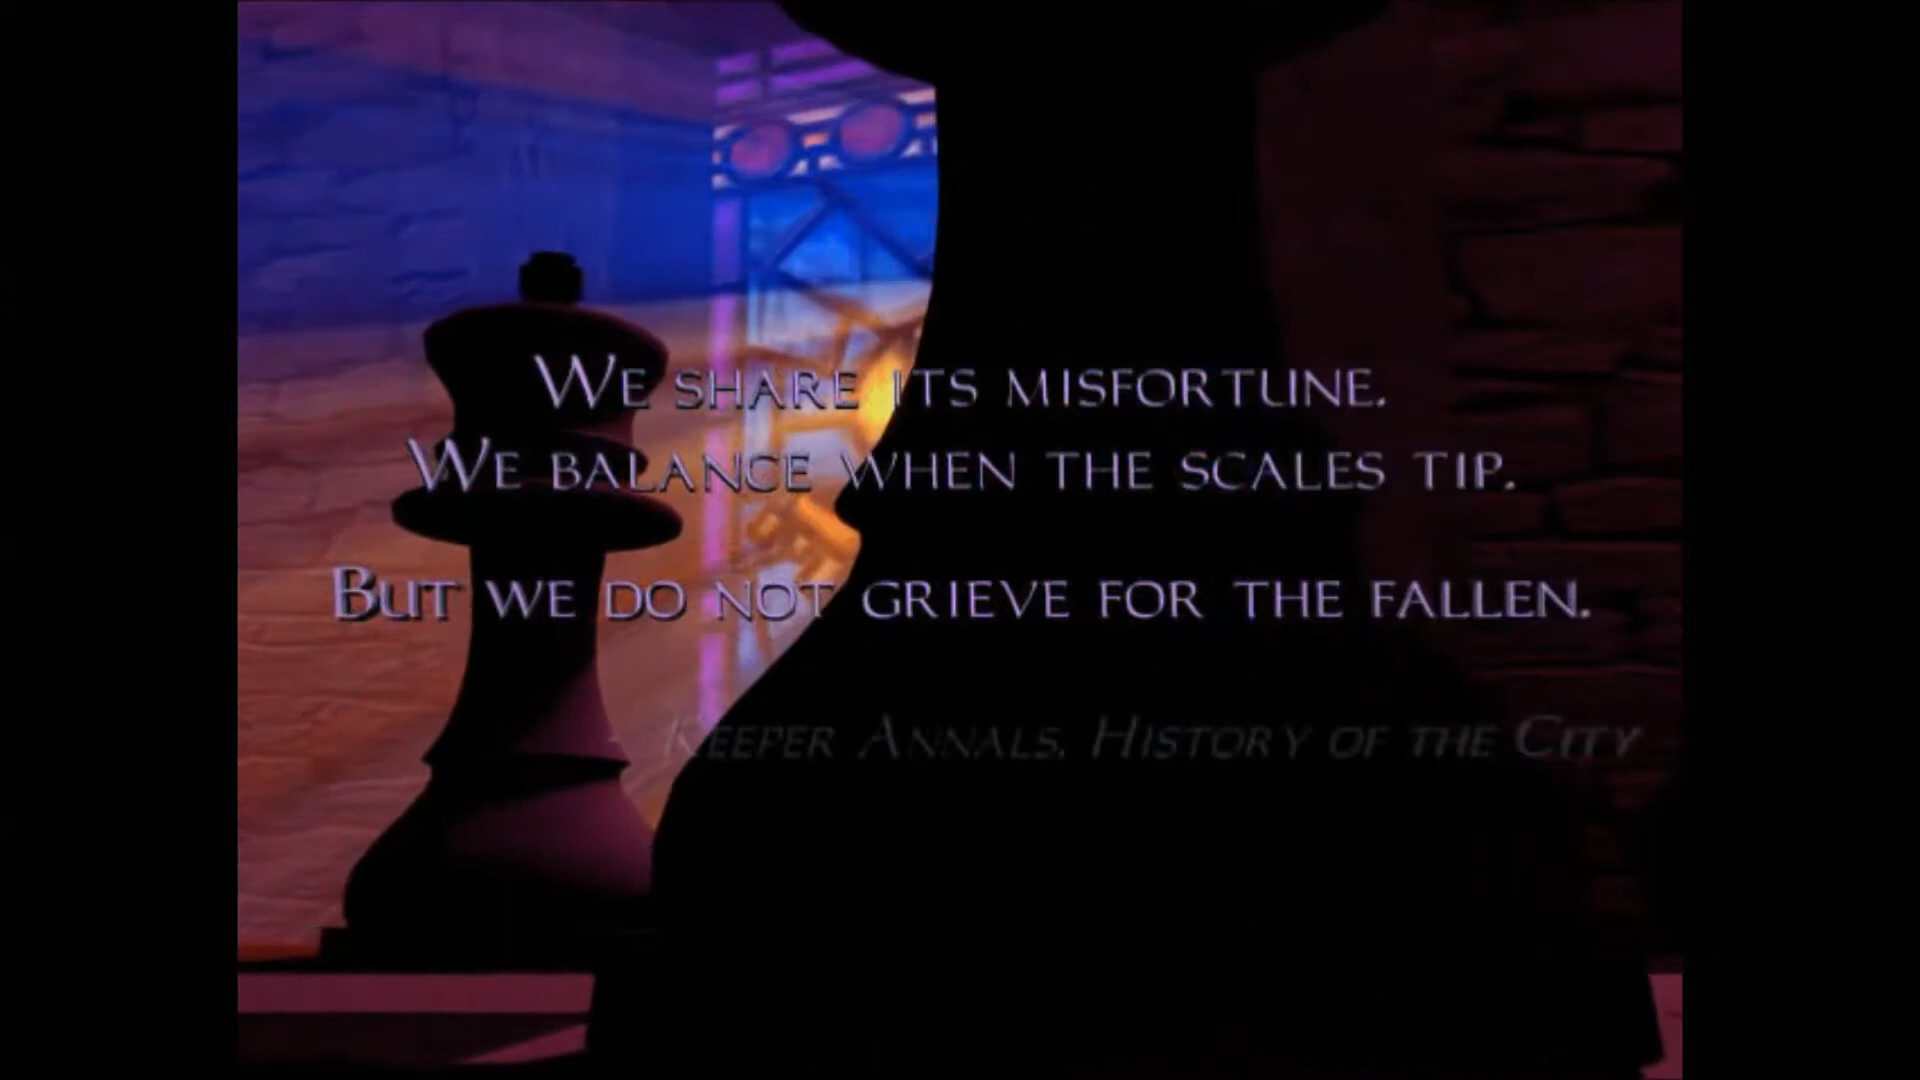 We share its misfortune.
We balance when the scales tip.
But we do not grieve for the fallen.
- Keeper Annals, History of the City